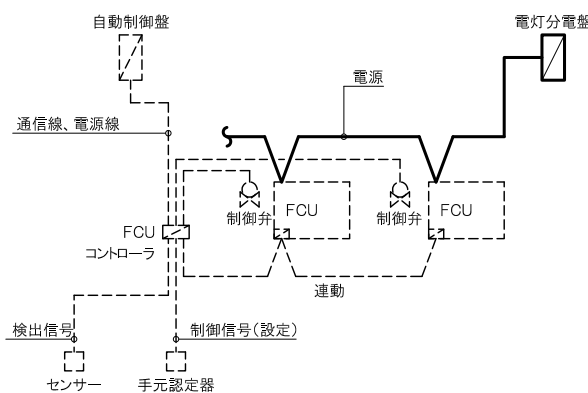 自動制御盤
電灯分電盤
電源
通信線、電源線
制御弁
FCU
制御弁
FCU
FCU
コントローラ
連動
検出信号
制御信号(設定)
センサー
手元認定器